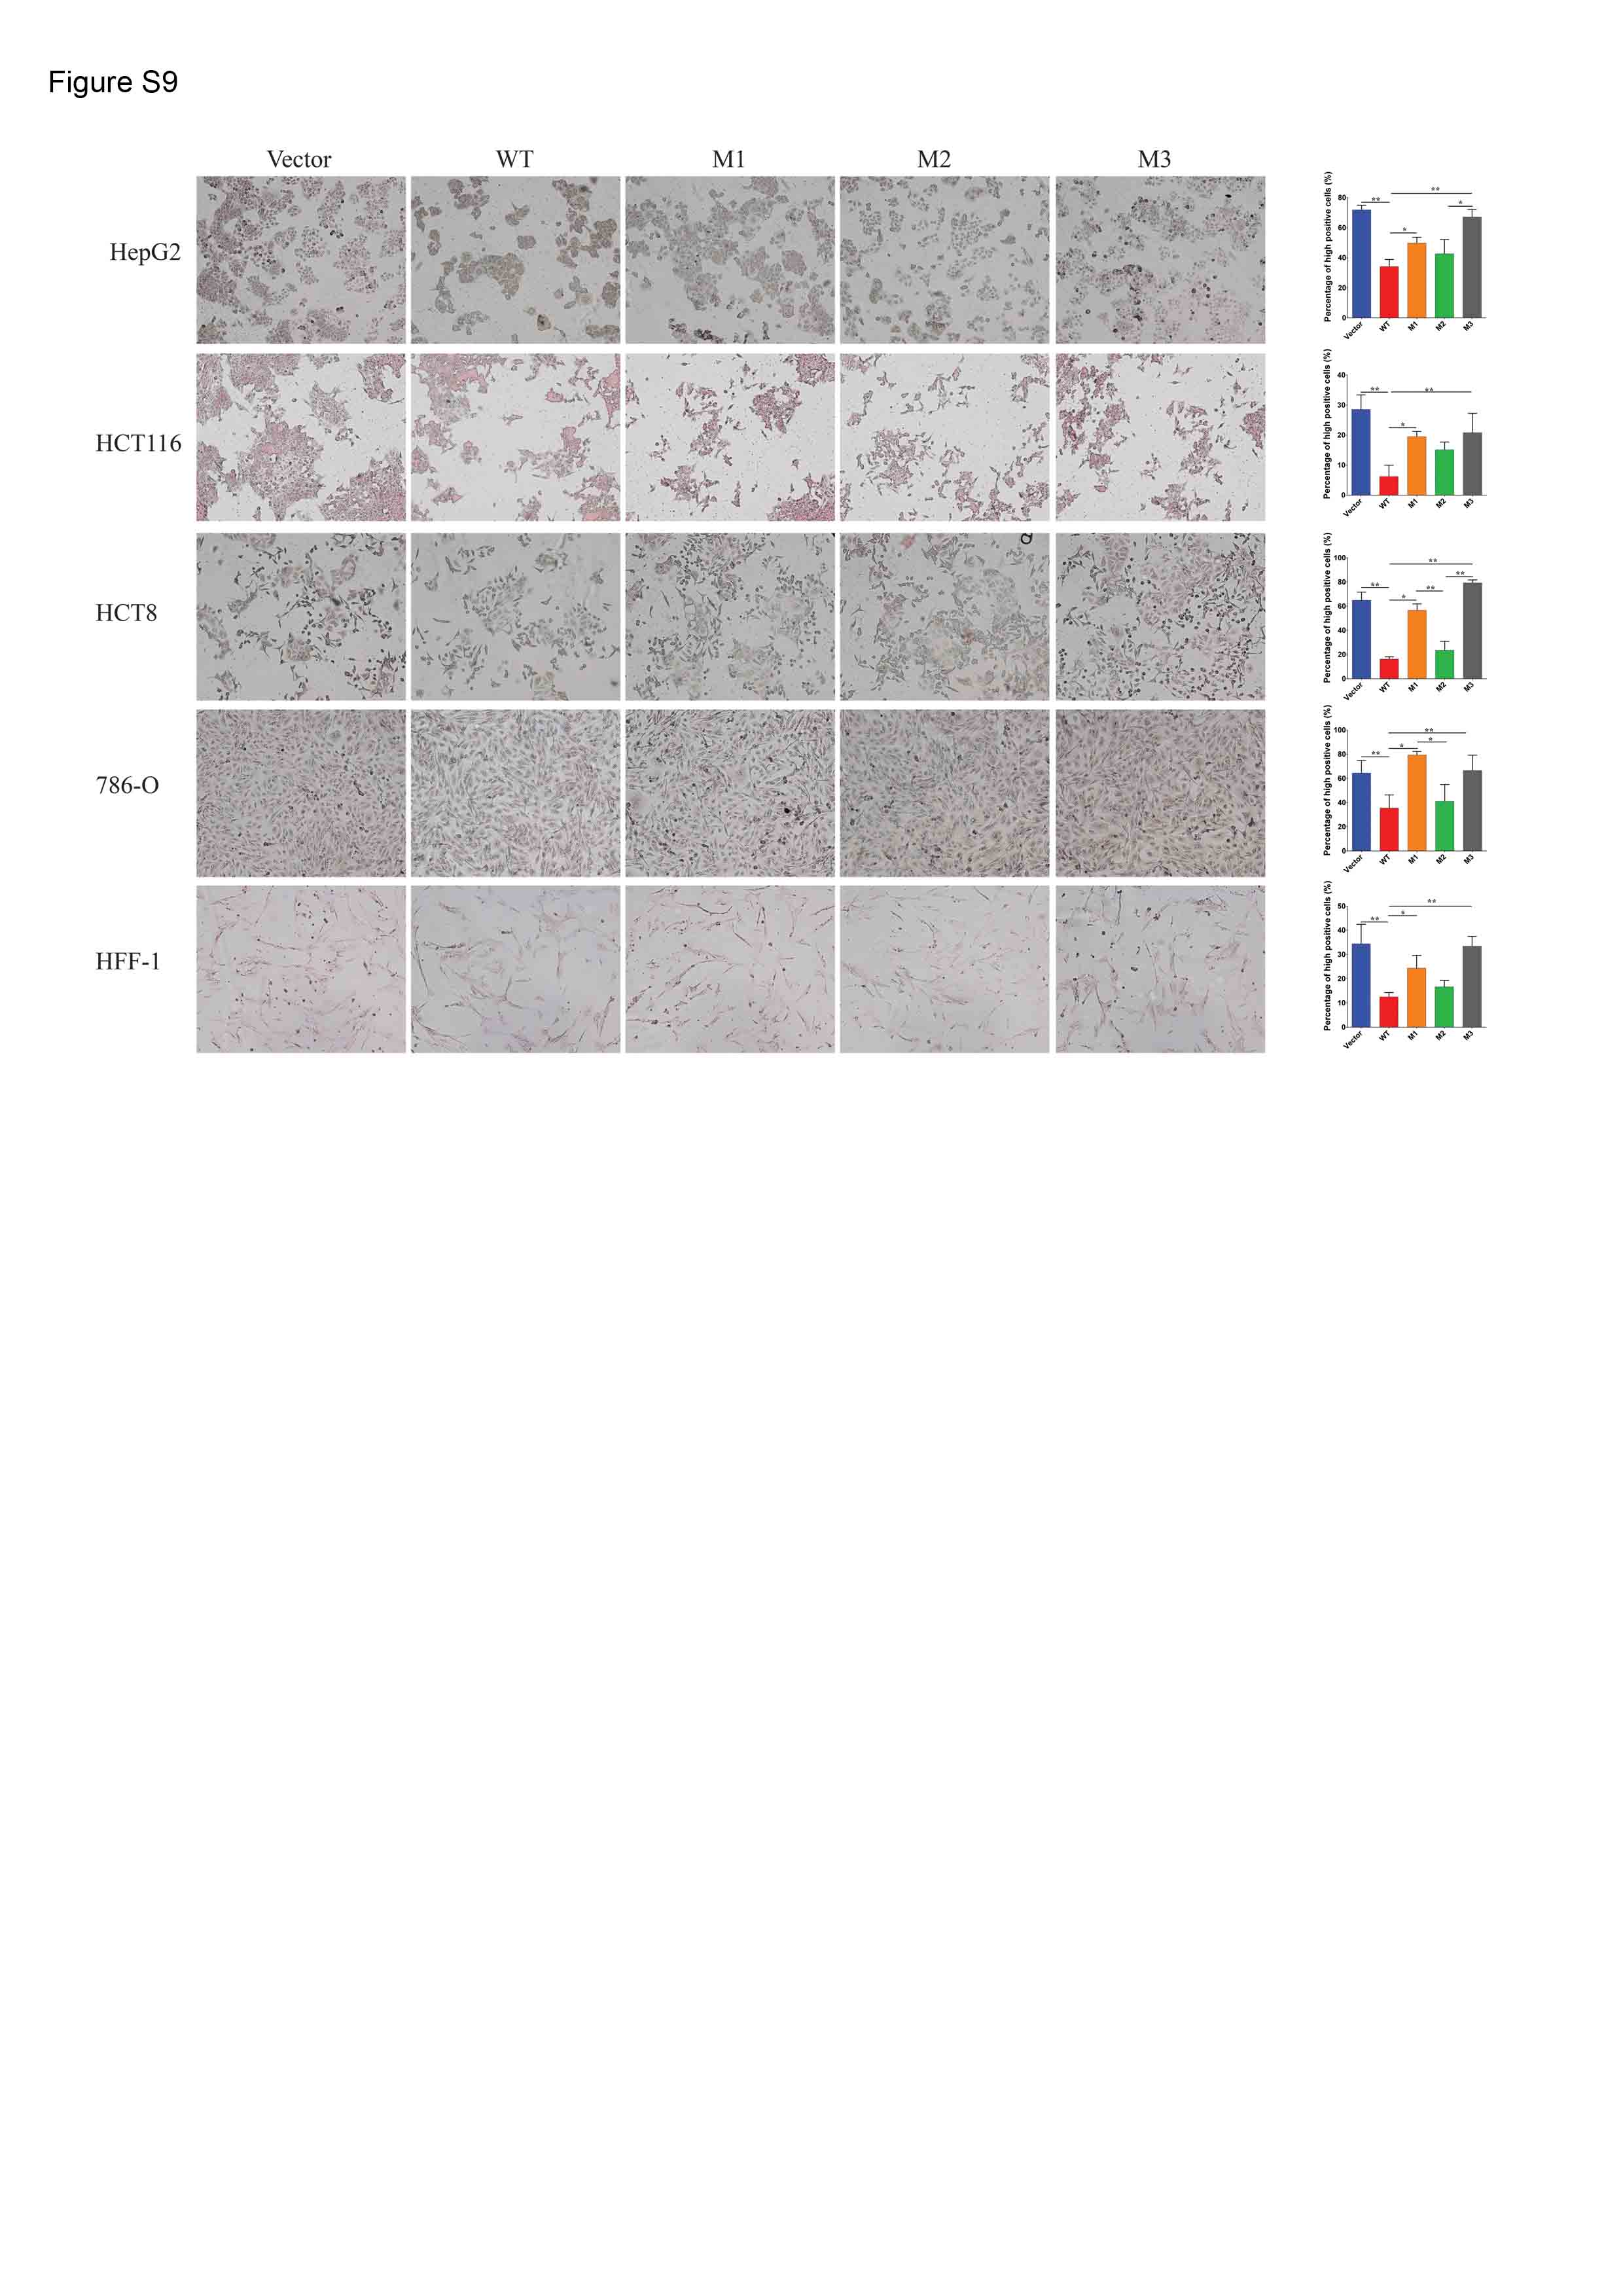 Figure S9
Vector WT M1 M2 M3
HepG2
Percentage of high positive cells (%)
80
60
40
20
0
** * ** *
Vector WT M1 M2 M3
HCT116
Percentage of high positive cells (%)
40
30
20
10
0
** * **
Vector WT M1 M2 M3
HCT8
Percentage of high positive cells (%)
100
80
60
40
20
0
** * ** ** **
Vector WT M1 M2 M3
786-O
Percentage of high positive cells (%)
100
80
60
40
20
0
** * * **
Vector WT M1 M2 M3
HFF-1
Percentage of high positive cells (%)
50
40
30
20
10
0
** * **
Vector WT M1 M2 M3